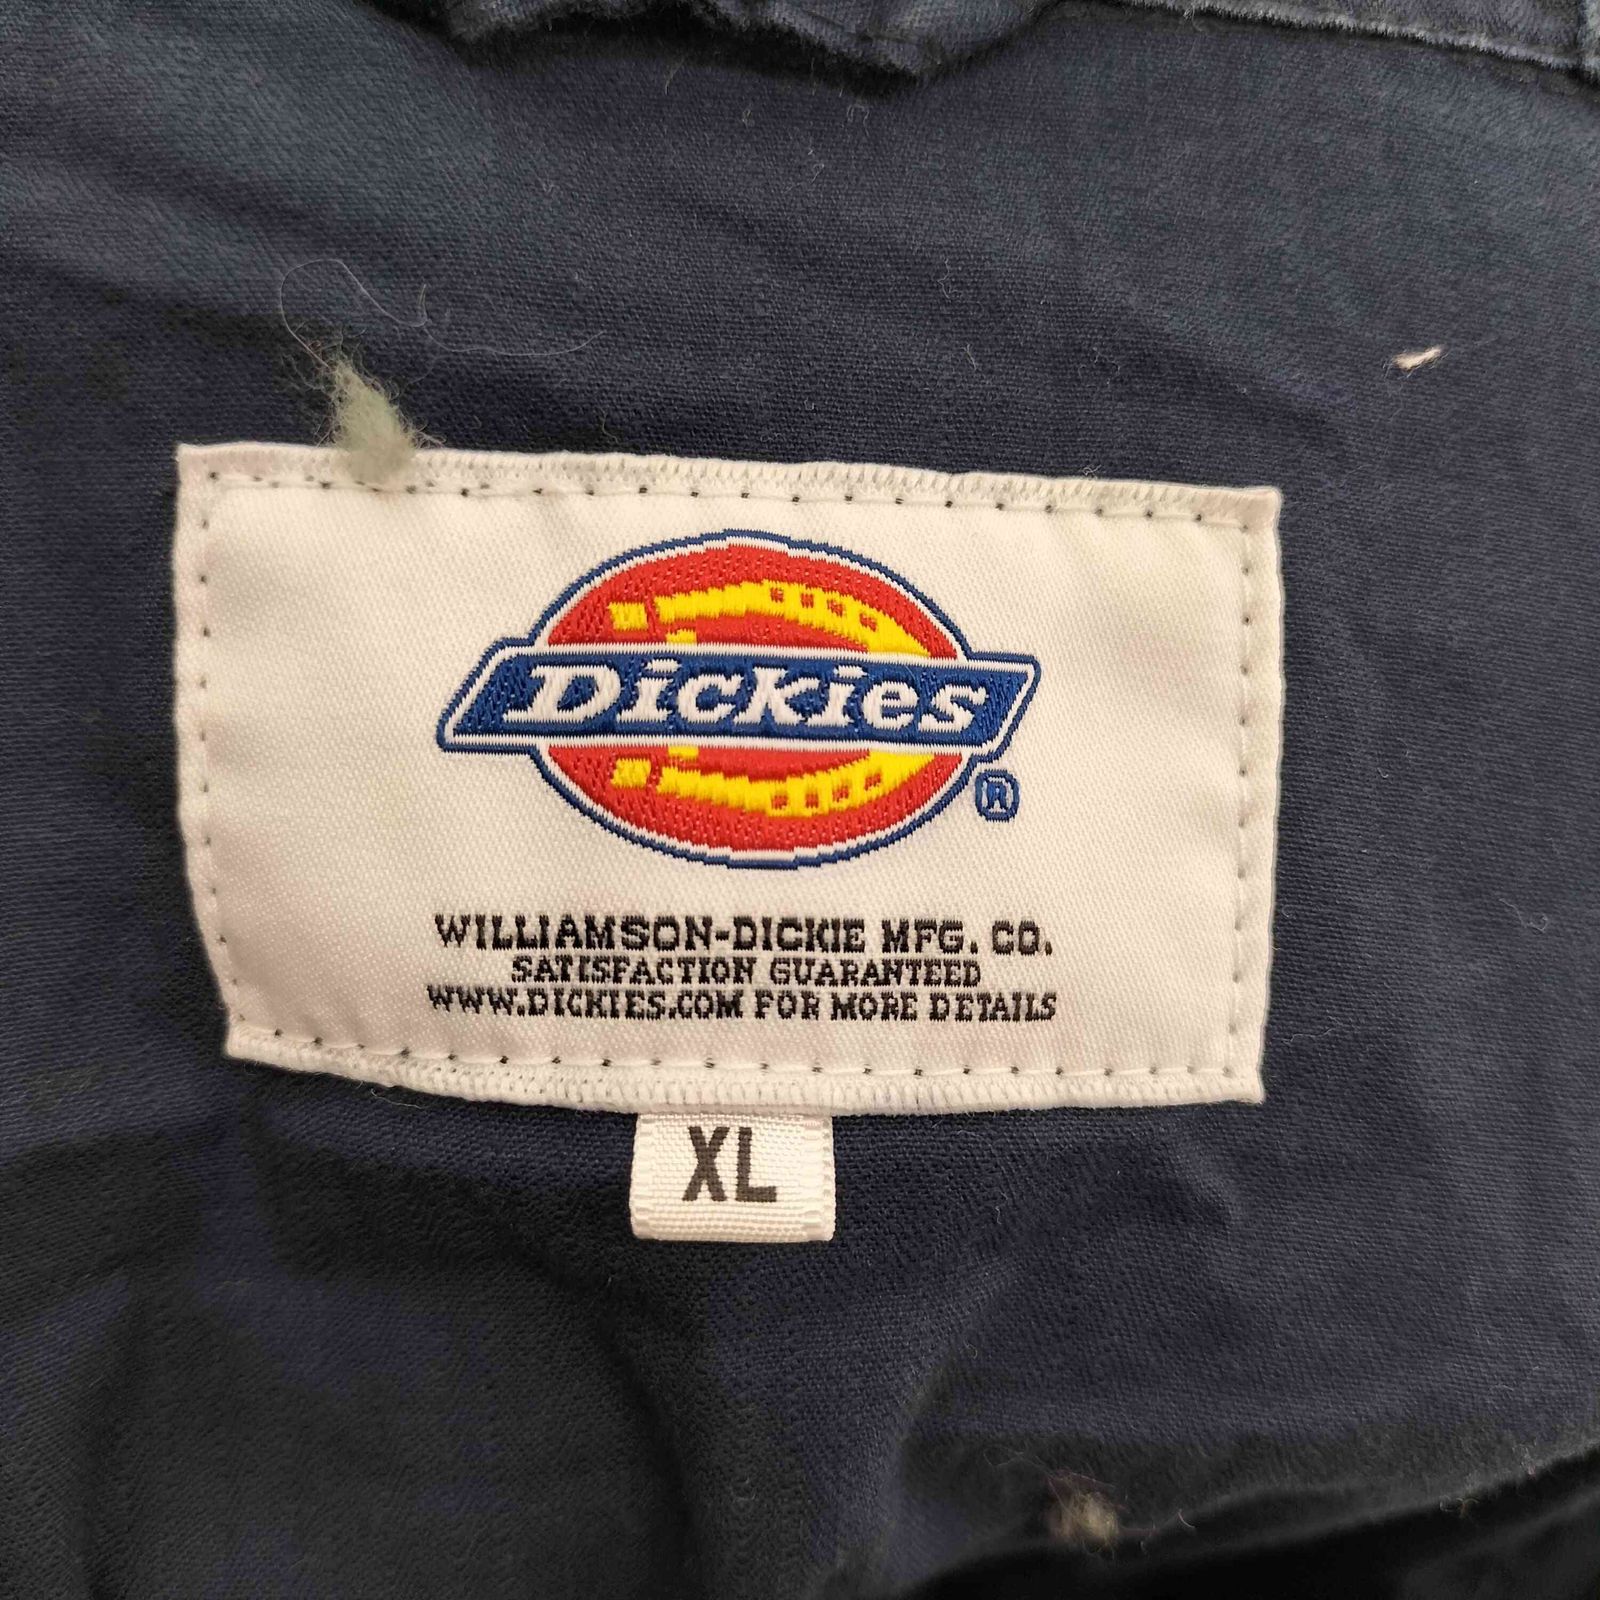 Dickies
®
WILLIAMSON-DICKIE MFG. CO.
SATISFACTION GUARANTEED
WWW.DICKIES.COM FOR MORE DETAILS
XL